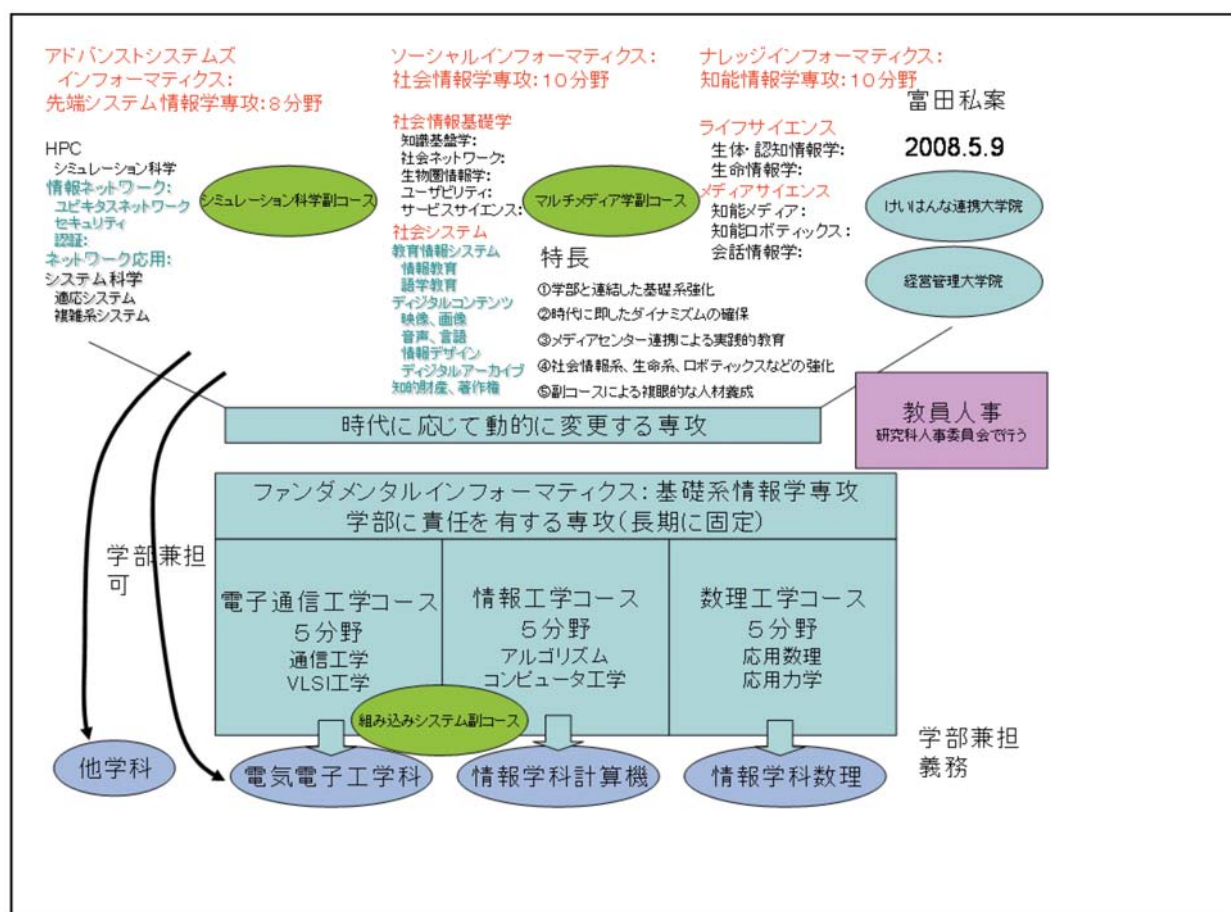 アドバンストシステムズ
インフォーマティクス：
先端システム情報学専攻：８分野
HPC
シミュレーション科学
情報ネットワーク：
ユビキタスネットワーク
セキュリティ
認証：
ネットワーク応用：
システム科学
適応システム
複雑系システム
シミュレーション科学副コース
ソーシャルインフォーマティクス：
社会情報学専攻：１０分野
社会情報基礎学
知識基盤学：
社会ネットワーク：
生物圏情報学：
ユーザビリティ：
サービスサイエンス：
社会システム
教育情報システム
情報教育
語学教育
ディジタルコンテンツ
映像、画像
音声、言語
情報デザイン
ディジタルアーカイブ
知的財産、著作権
マルチメディア学副コース
ナレッジインフォーマティクス：
知能情報学専攻：１０分野
ライフサイエンス
生体・認知情報学：
生命情報学：
メディアサイエンス
知能メディア：
知能ロボティックス：
会話情報学：
富田私案
2008.5.9
けいはんな連携大学院
経営管理大学院
特長
①学部と連結した基礎系強化
②時代に即したダイナミズムの確保
③メディアセンター連携による実践的教育
④社会情報系、生命系、ロボティックスなどの強化
⑤副コースによる複眼的な人材養成
時代に応じて動的に変更する専攻
教員人事
研究科人事委員会で行う
ファンダメンタルインフォーマティクス：基礎系情報学専攻
学部に責任を有する専攻（長期に固定）
学部兼担
可
電子通信工学コース
５分野
通信工学
VLSI工学
情報工学コース
５分野
アルゴリズム
コンピュータ工学
数理工学コース
５分野
応用数理
応用力学
組み込みシステム副コース
他学科
電気電子工学科
情報学科計算機
情報学科数理
学部兼担
義務